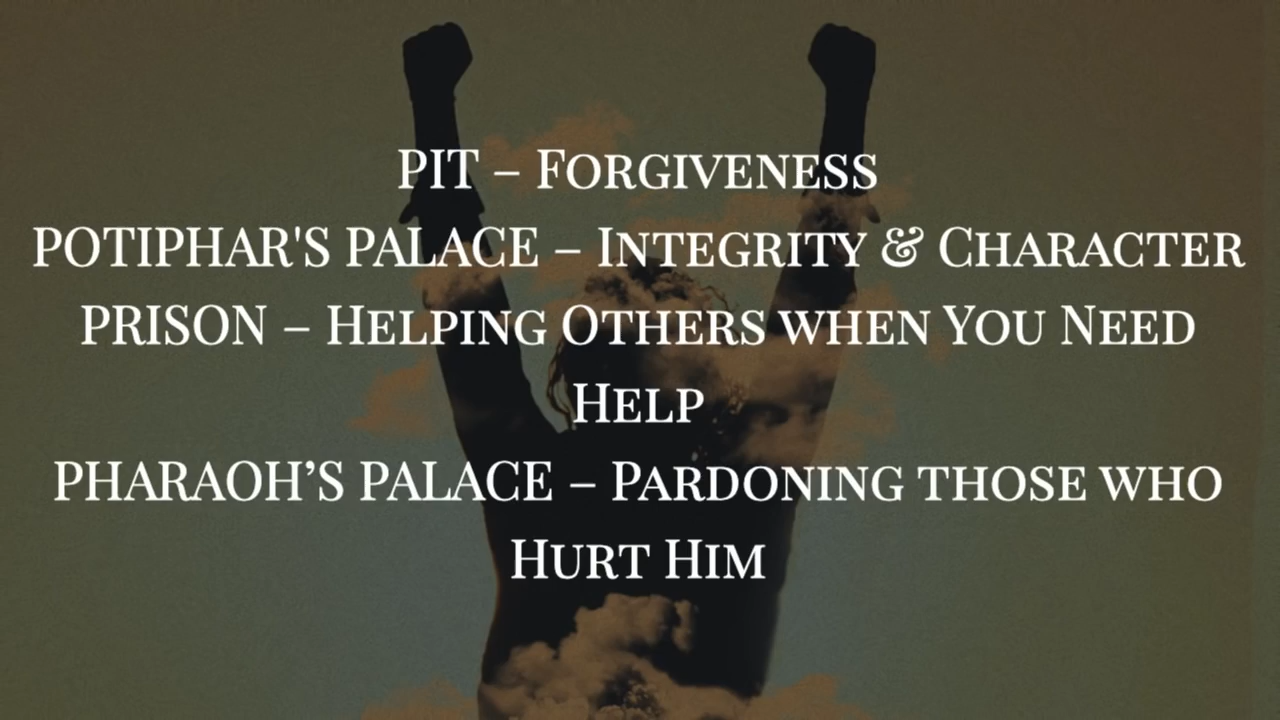 PIT – Forgiveness
POTIPHAR'S PALACE – Integrity & Character
PRISON – Helping Others when You Need
Help
PHARAOH’S PALACE – Pardoning those who
Hurt Him